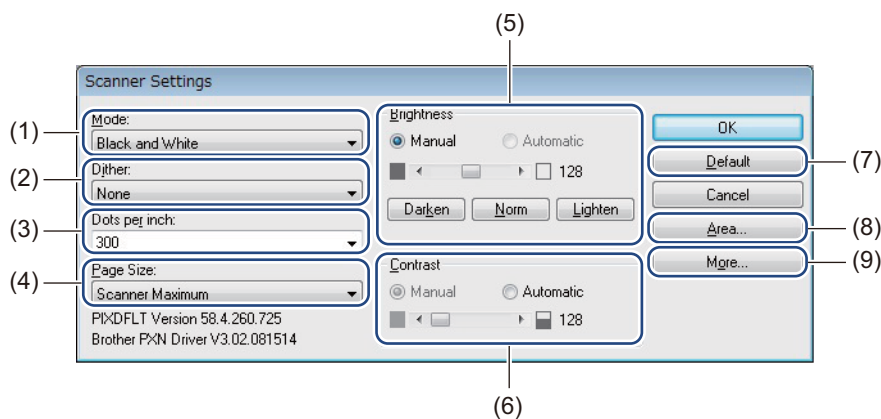 (5)
Scanner Settings
(1)
Mode:
Black and White
(2)
Dither:
None
(3)
Dots per inch:
300
(4)
Page Size:
Scanner Maximum
PIXDFLT Version 58.4.260.725
Brother PXN Driver V3.02.081514
Brightness
Manual Automatic
128
Darken Norm Lighten
Contrast
Manual Automatic
128
(6)
OK
Default (7)
Cancel
Area... (8)
More... (9)